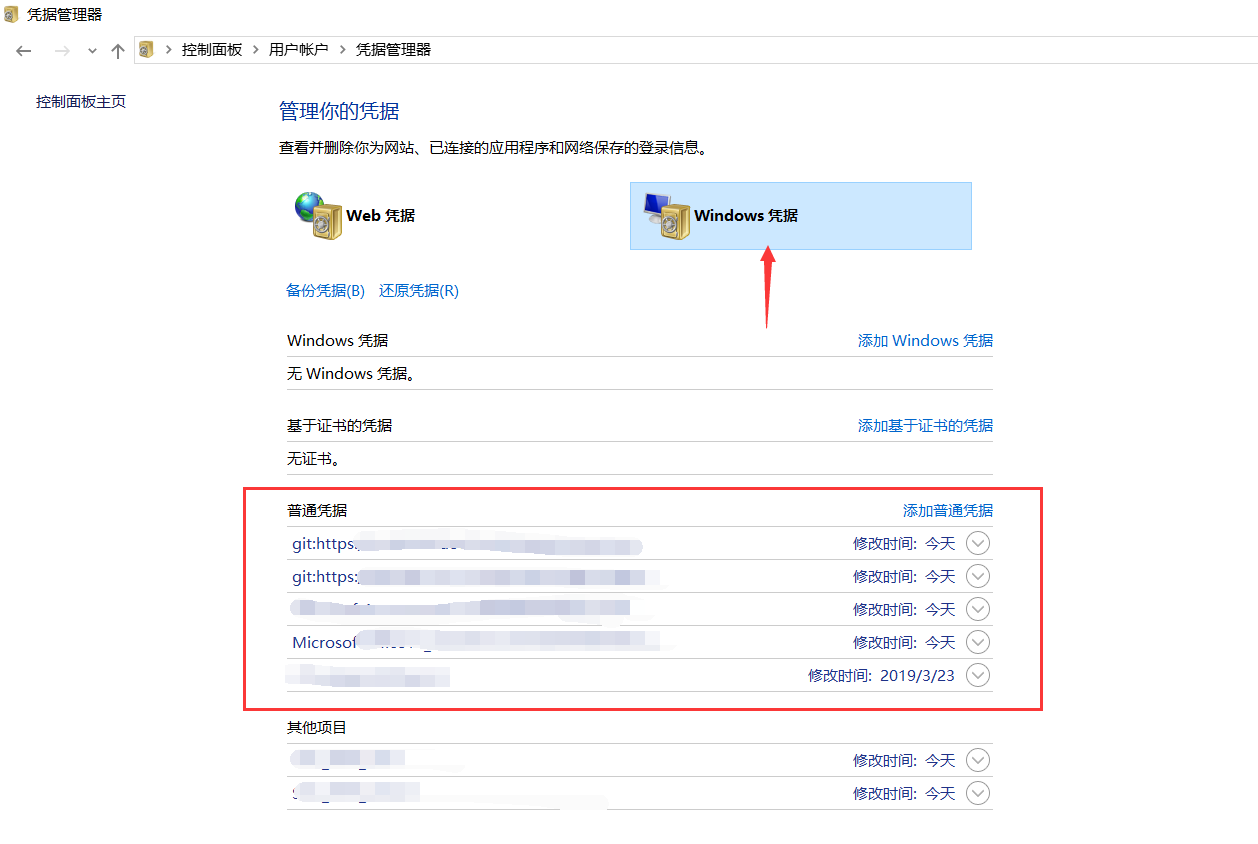 凭据管理器
控制面板 用户帐户 凭据管理器
控制面板主页
管理你的凭据
查看并删除你为网站、已连接的应用程序和网络保存的登录信息。
Web 凭据
Windows 凭据
备份凭据(B) 还原凭据(R)
Windows 凭据 添加 Windows 凭据
无 Windows 凭据。
基于证书的凭据 添加基于证书的凭据
无证书。
普通凭据 添加普通凭据
git:https: 修改时间: 今天
git:https: 修改时间: 今天
修改时间: 今天
Microsof 修改时间: 今天
修改时间: 2019/3/23
其他项目
修改时间: 今天
修改时间: 今天